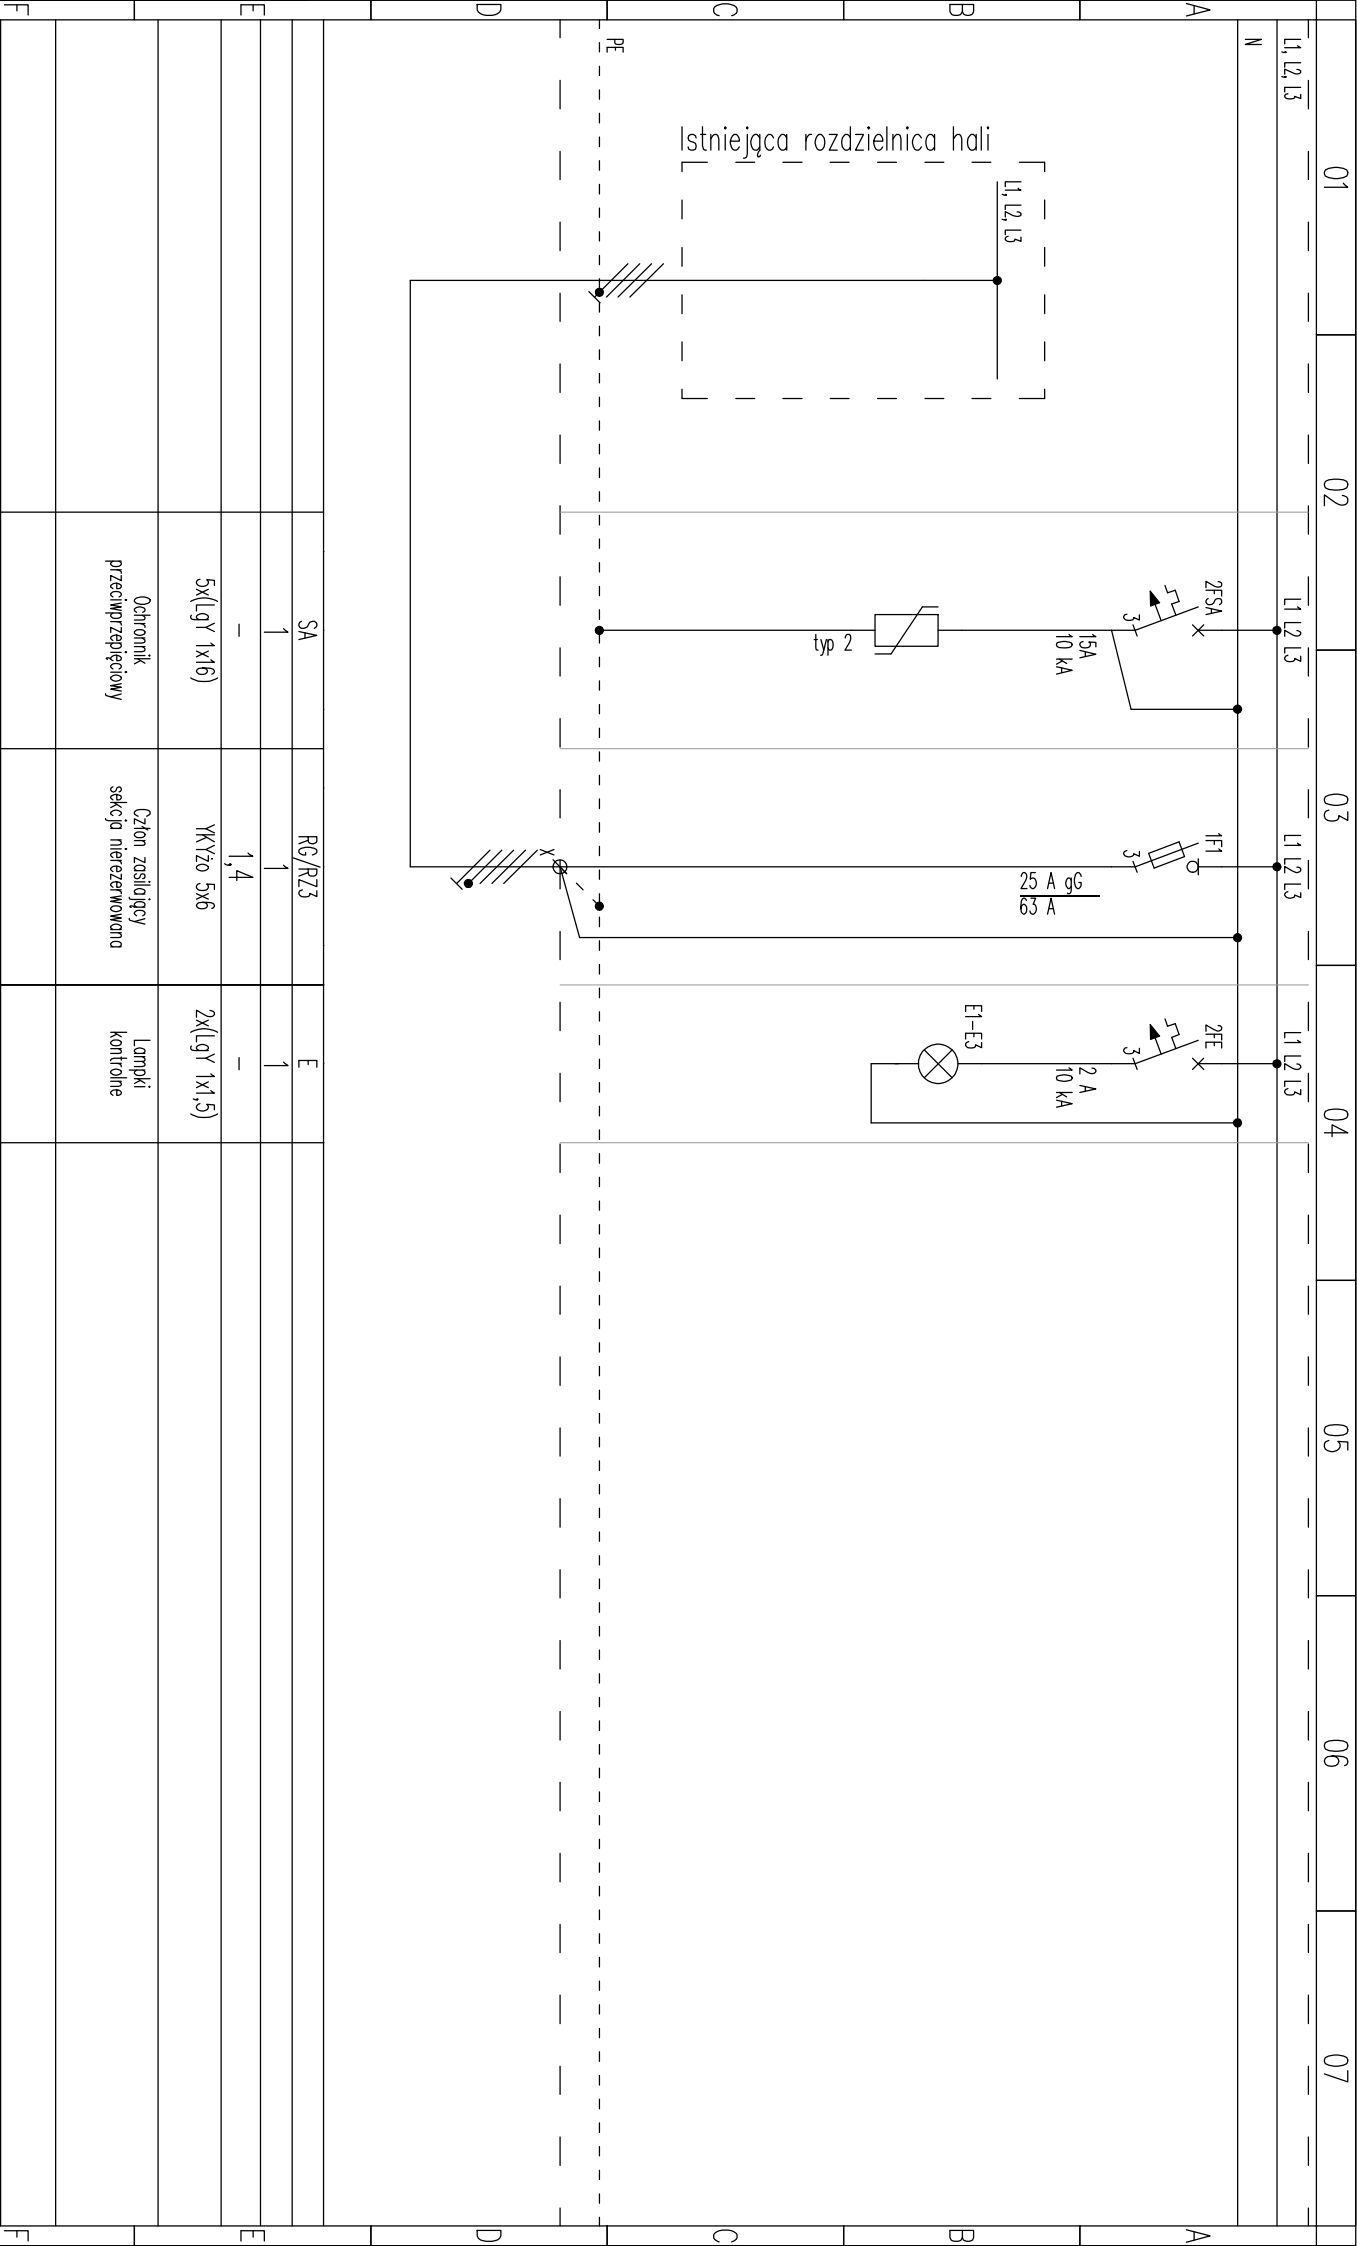 01
02
03
04
05
06
07
A
B
C
D
E
F
L1, L2, L3
N
PE
Istniejąca rozdzielnica hali
L1, L2, L3
L1 L2 L3
2FSA
3
15A
10 kA
typ 2
L1 L2 L3
1F1
3
25 A gG
63 A
X
L1 L2 L3
2FE
3
2 A
10 kA
E1-E3
SA
1
-
5x(LgY 1x16)
Ochronnik
przeciwprzepięciowy
RG/RZ3
1
1,4
YKYżo 5x6
Człon zasilający
sekcja nierezerwowana
E
1
-
2x(LgY 1x1,5)
Lampki
kontrolne
A
B
C
D
E
F